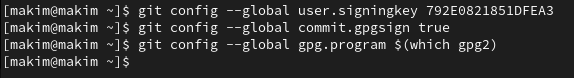 [makim@makim ~]$ git config --global user.signingkey 792E0821851DFEA3
[makim@makim ~]$ git config --global commit.gpgsign true
[makim@makim ~]$ git config --global gpg.program $(which gpg2)
[makim@makim ~]$